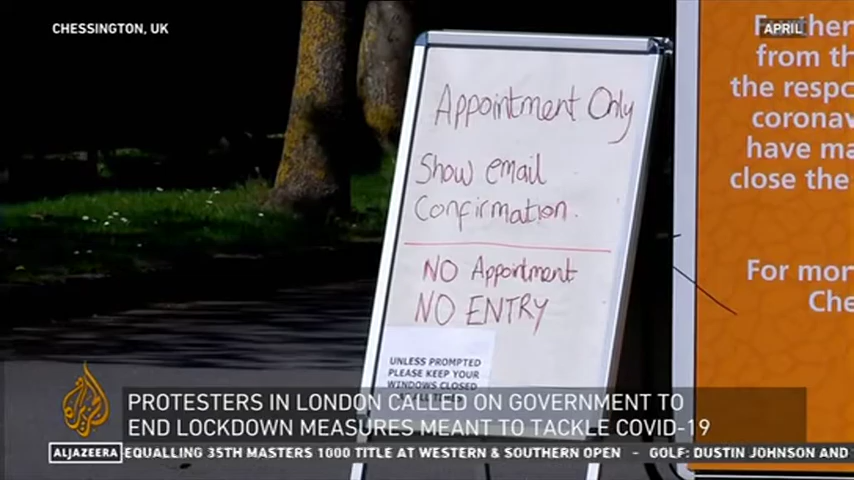 CHESSINGTON, UK
APRIL
Appointment Only
Show email
Confirmation.
NO Appointment
NO ENTRY
UNLESS PROMPTED
PLEASE KEEP YOUR
WINDOWS CLOSED
from th
the respo
coronav
have ma
close the
For mor
Che
PROTESTERS IN LONDON CALLED ON GOVERNMENT TO
END LOCKDOWN MEASURES MEANT TO TACKLE COVID-19
ALJAZEERA
EQUALLING 35TH MASTERS 1000 TITLE AT WESTERN & SOUTHERN OPEN - GOLF: DUSTIN JOHNSON AND